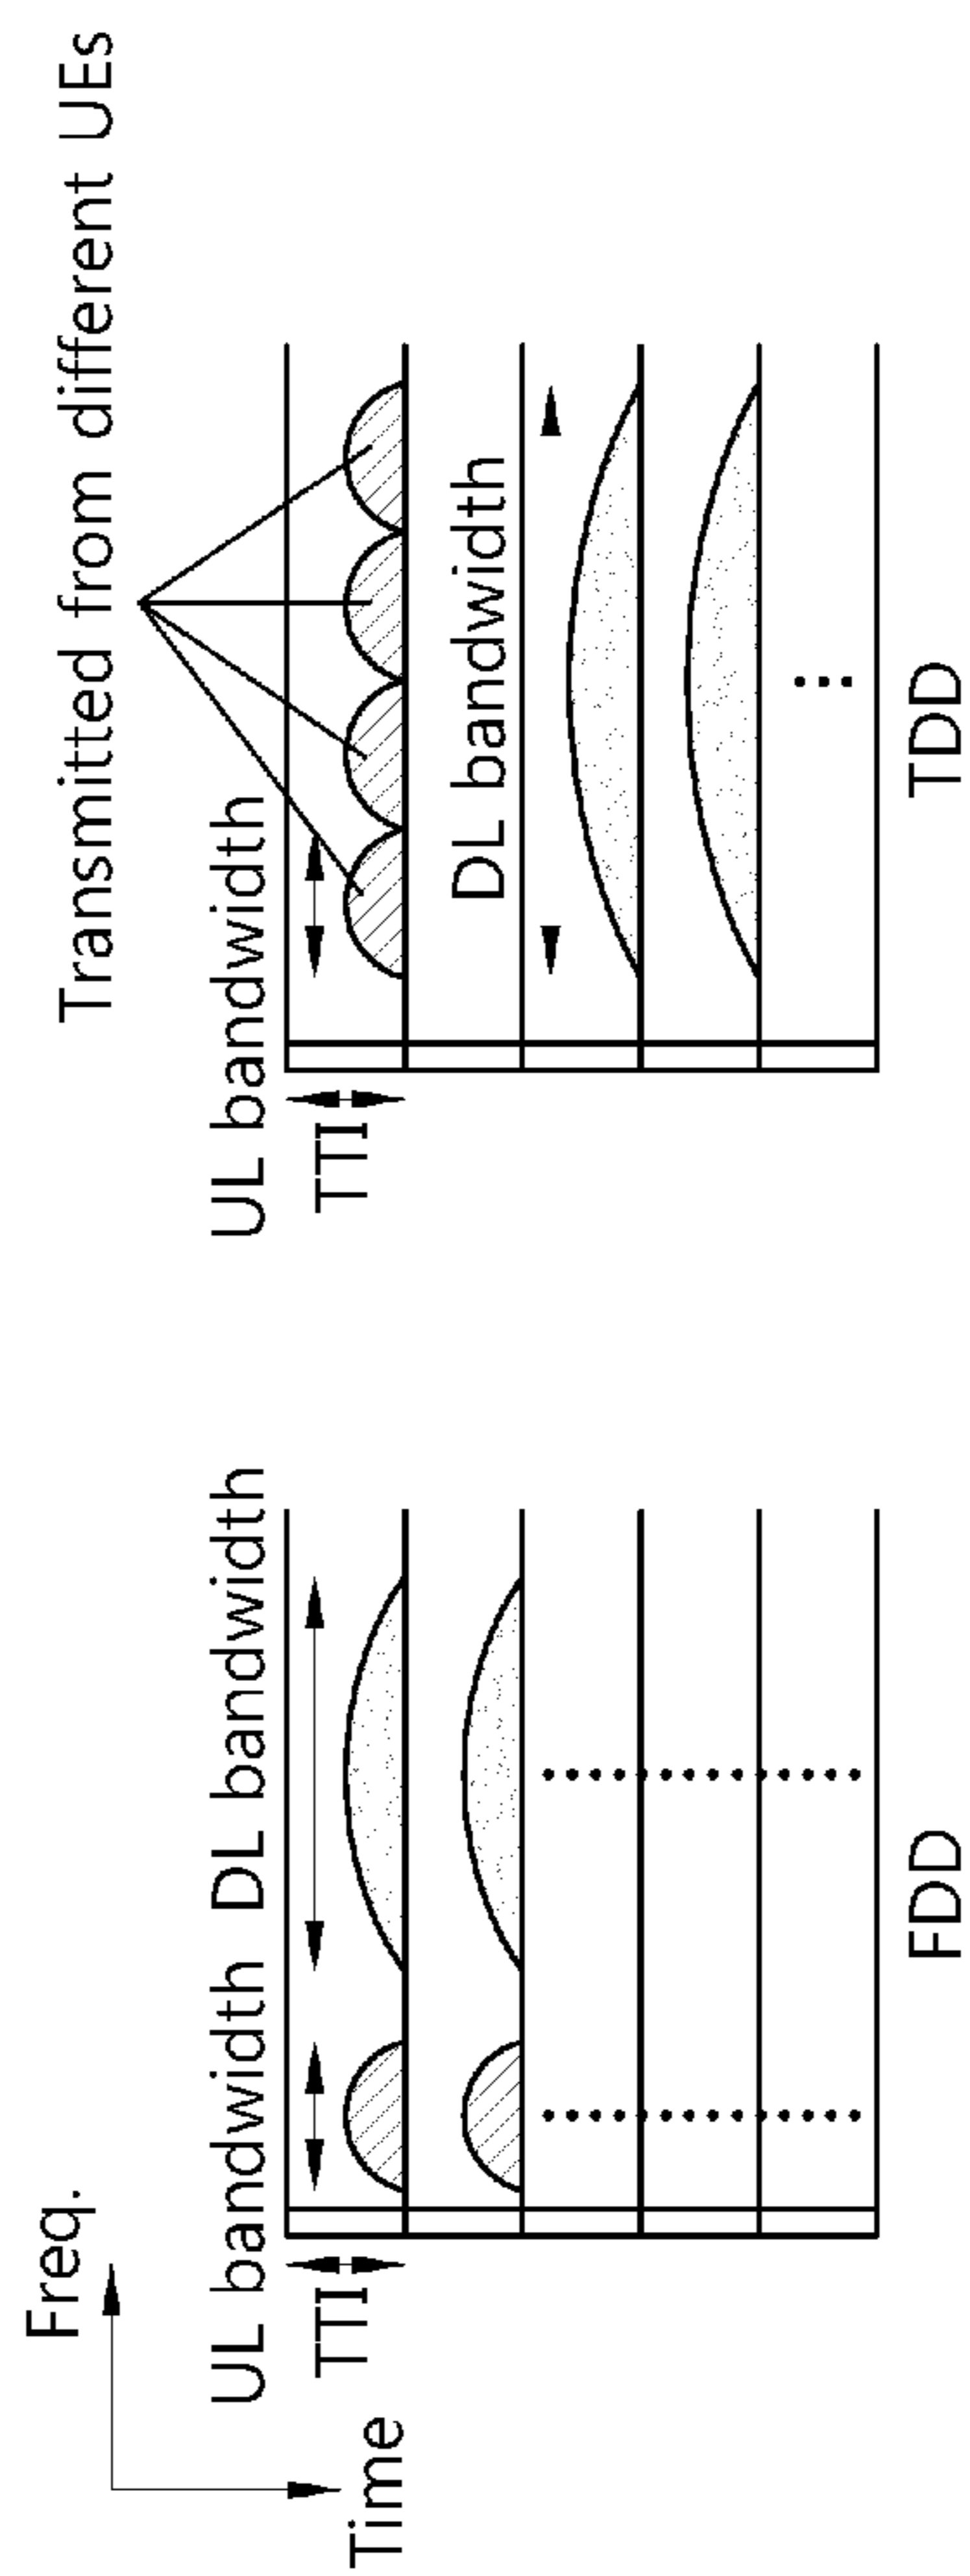 Freq.
Transmitted from different UEs
UL bandwidth
DL bandwidth
UL bandwidth
TTI
TTI
Time
DL bandwidth
FDD
TDD